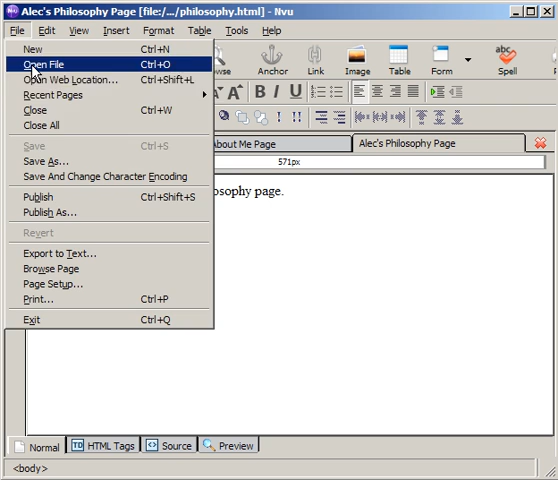 Alec's Philosophy Page [file:/.../philosophy.html] - Nvu
File Edit View Insert Format Table Tools Help
New Ctrl+N
Open File Ctrl+O
Open Web Location... Ctrl+Shift+L
Recent Pages
Close Ctrl+W
Close All
Save Ctrl+S
Save As...
Save And Change Character Encoding
Publish Ctrl+Shift+S
Publish As...
Revert
Export to Text...
Browse Page
Page Setup...
Print... Ctrl+P
Exit Ctrl+Q
Anchor Link Image Table Form Spell
A A B I U
About Me Page Alec's Philosophy Page
571px
osophy page.
Normal HTML Tags Source Preview
<body>